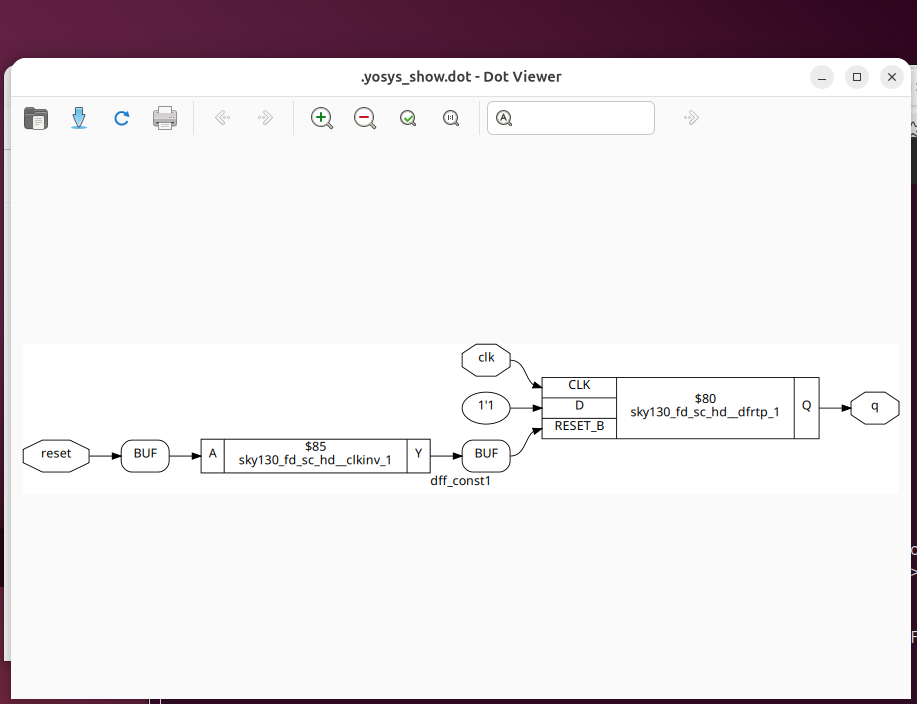 .yosys_show.dot - Dot Viewer
clk
CLK
1'1
D
$80
sky130_fd_sc_hd__dfrtp_1
Q
q
RESET_B
reset
BUF
A
$85
sky130_fd_sc_hd__clkinv_1
Y
BUF
dff_const1